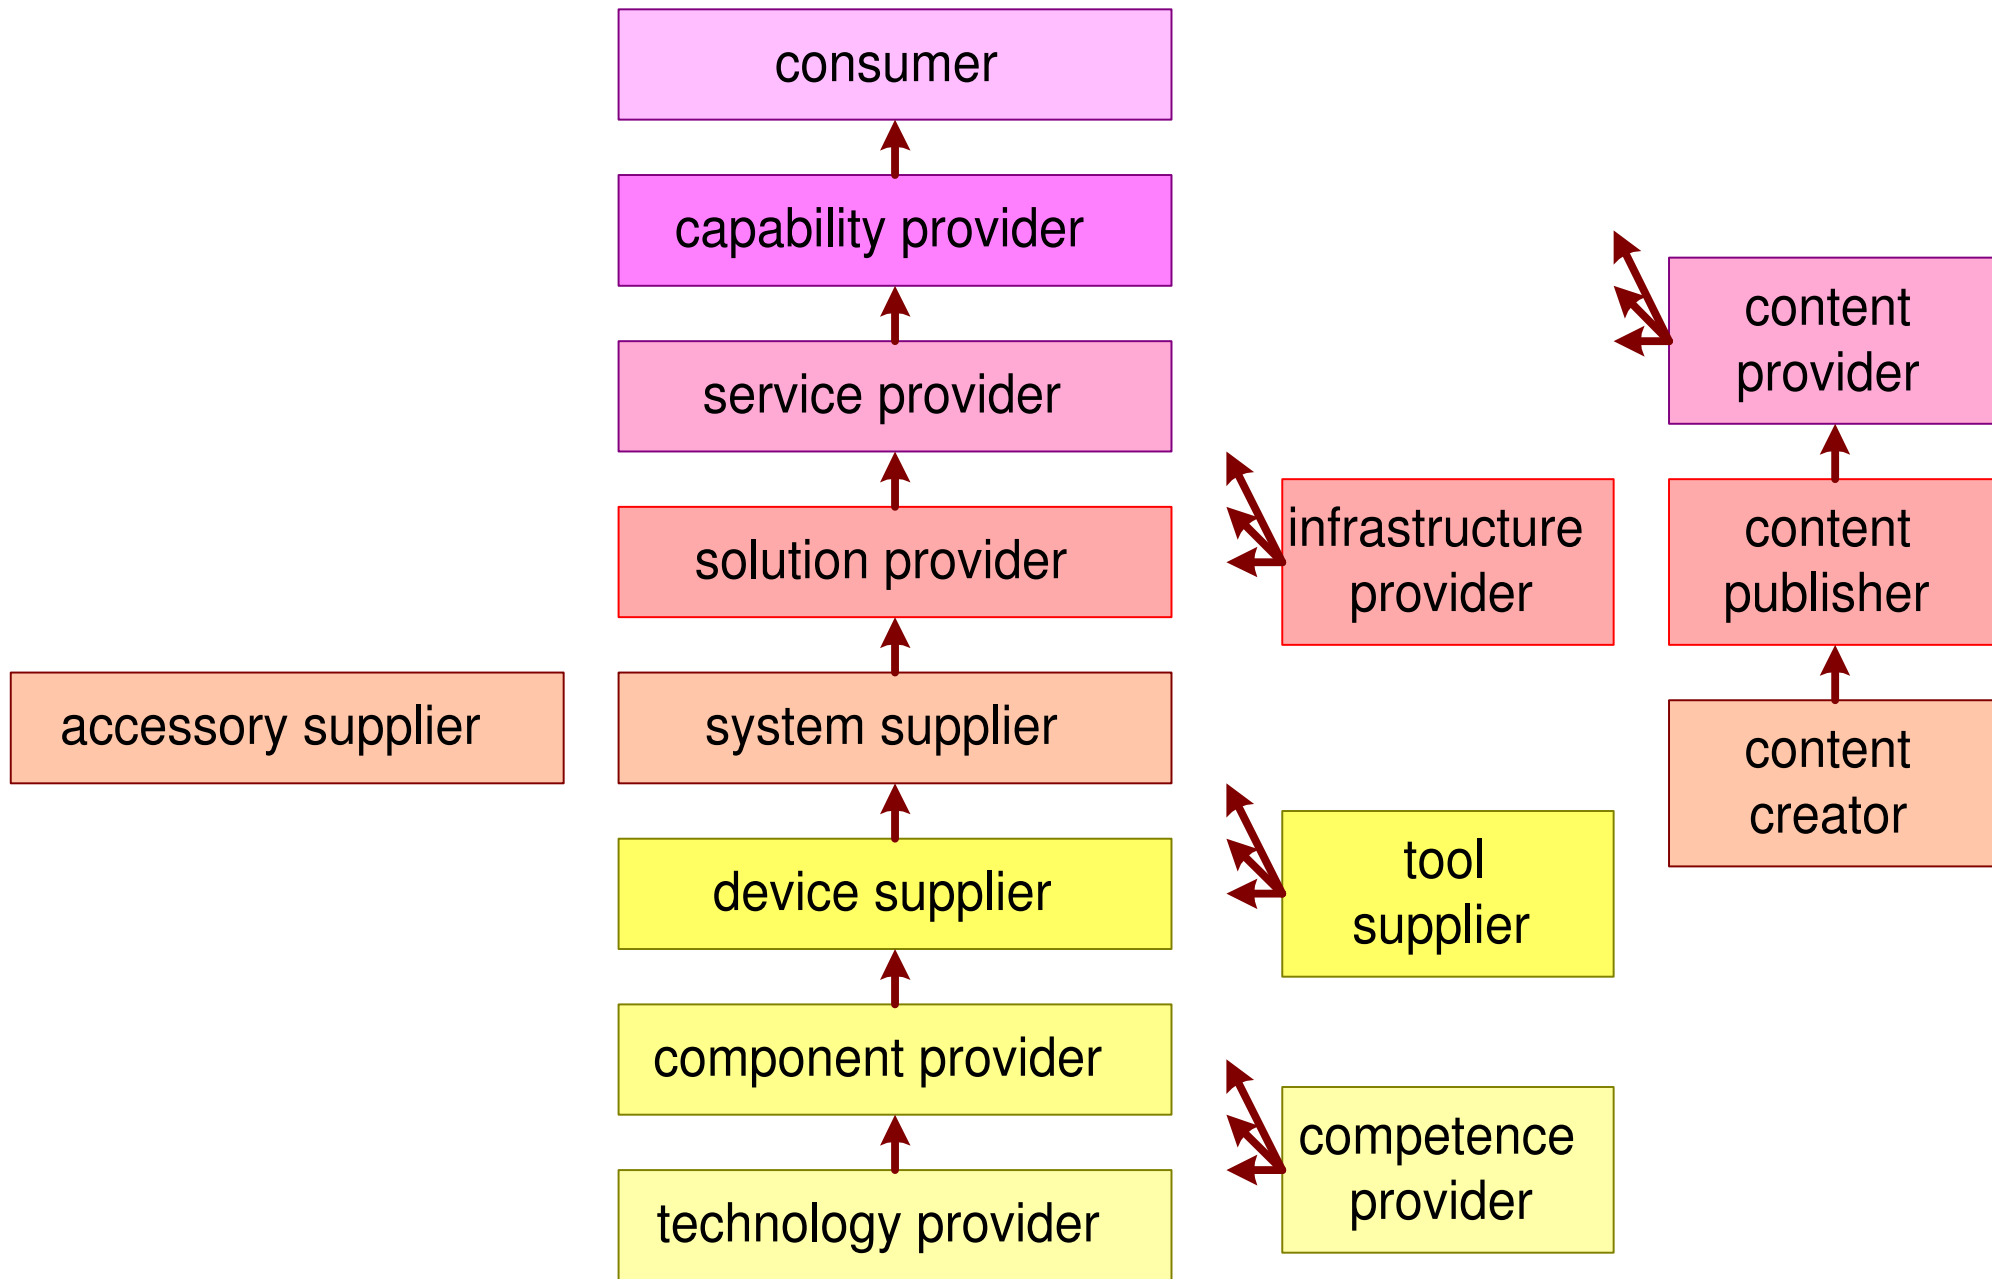 consumer
capability provider
service provider
solution provider
accessory supplier
system supplier
device supplier
component provider
technology provider
infrastructure
provider
tool
supplier
competence
provider
content
provider
content
publisher
content
creator